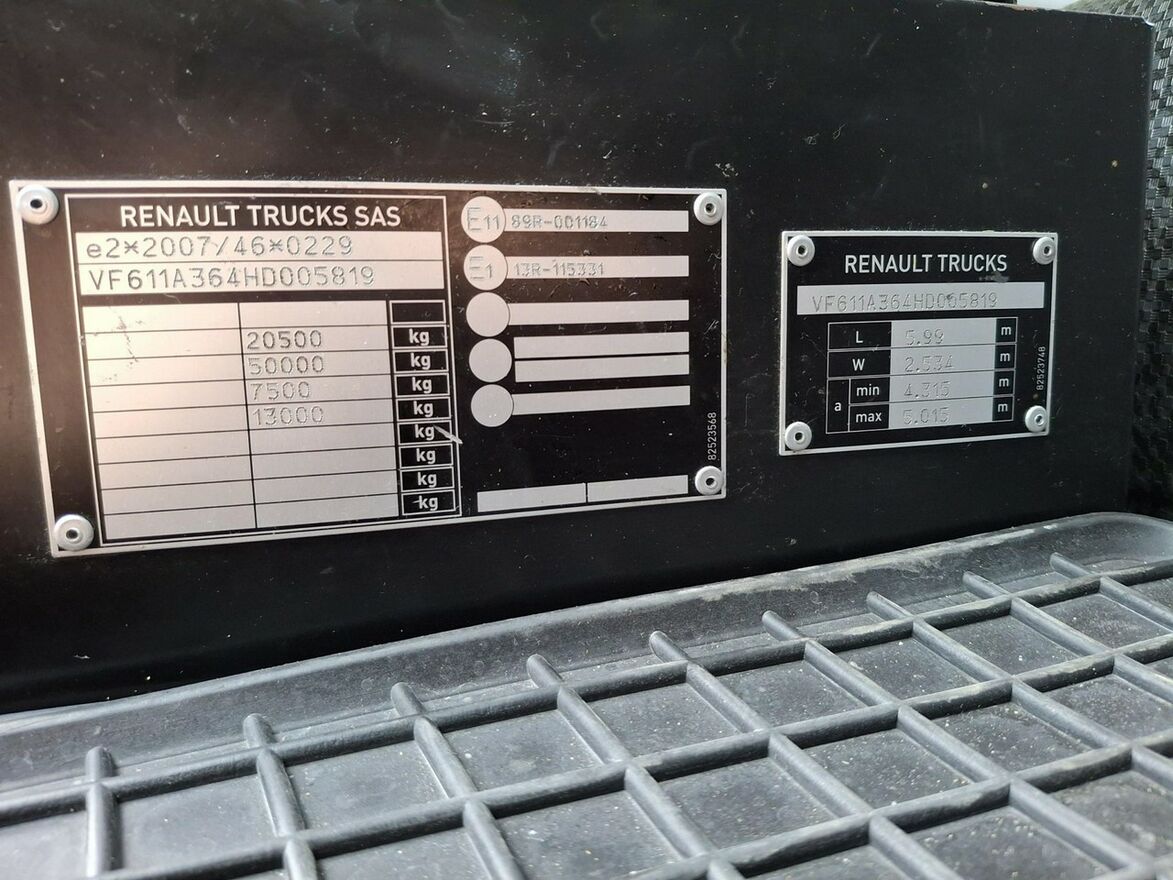 RENAULT TRUCKS SAS
e2*2007/46*0229
VF611A364HD005819
20500 kg
50000 kg
7500 kg
13000 kg
kg
kg
kg
kg
E11 89R-001184
E1 13R-115331
82523568
RENAULT TRUCKS
VF611A364HD005819
L 5.99 m
W 2.534 m
a min 4.315 m
max 5.015 m
82523748